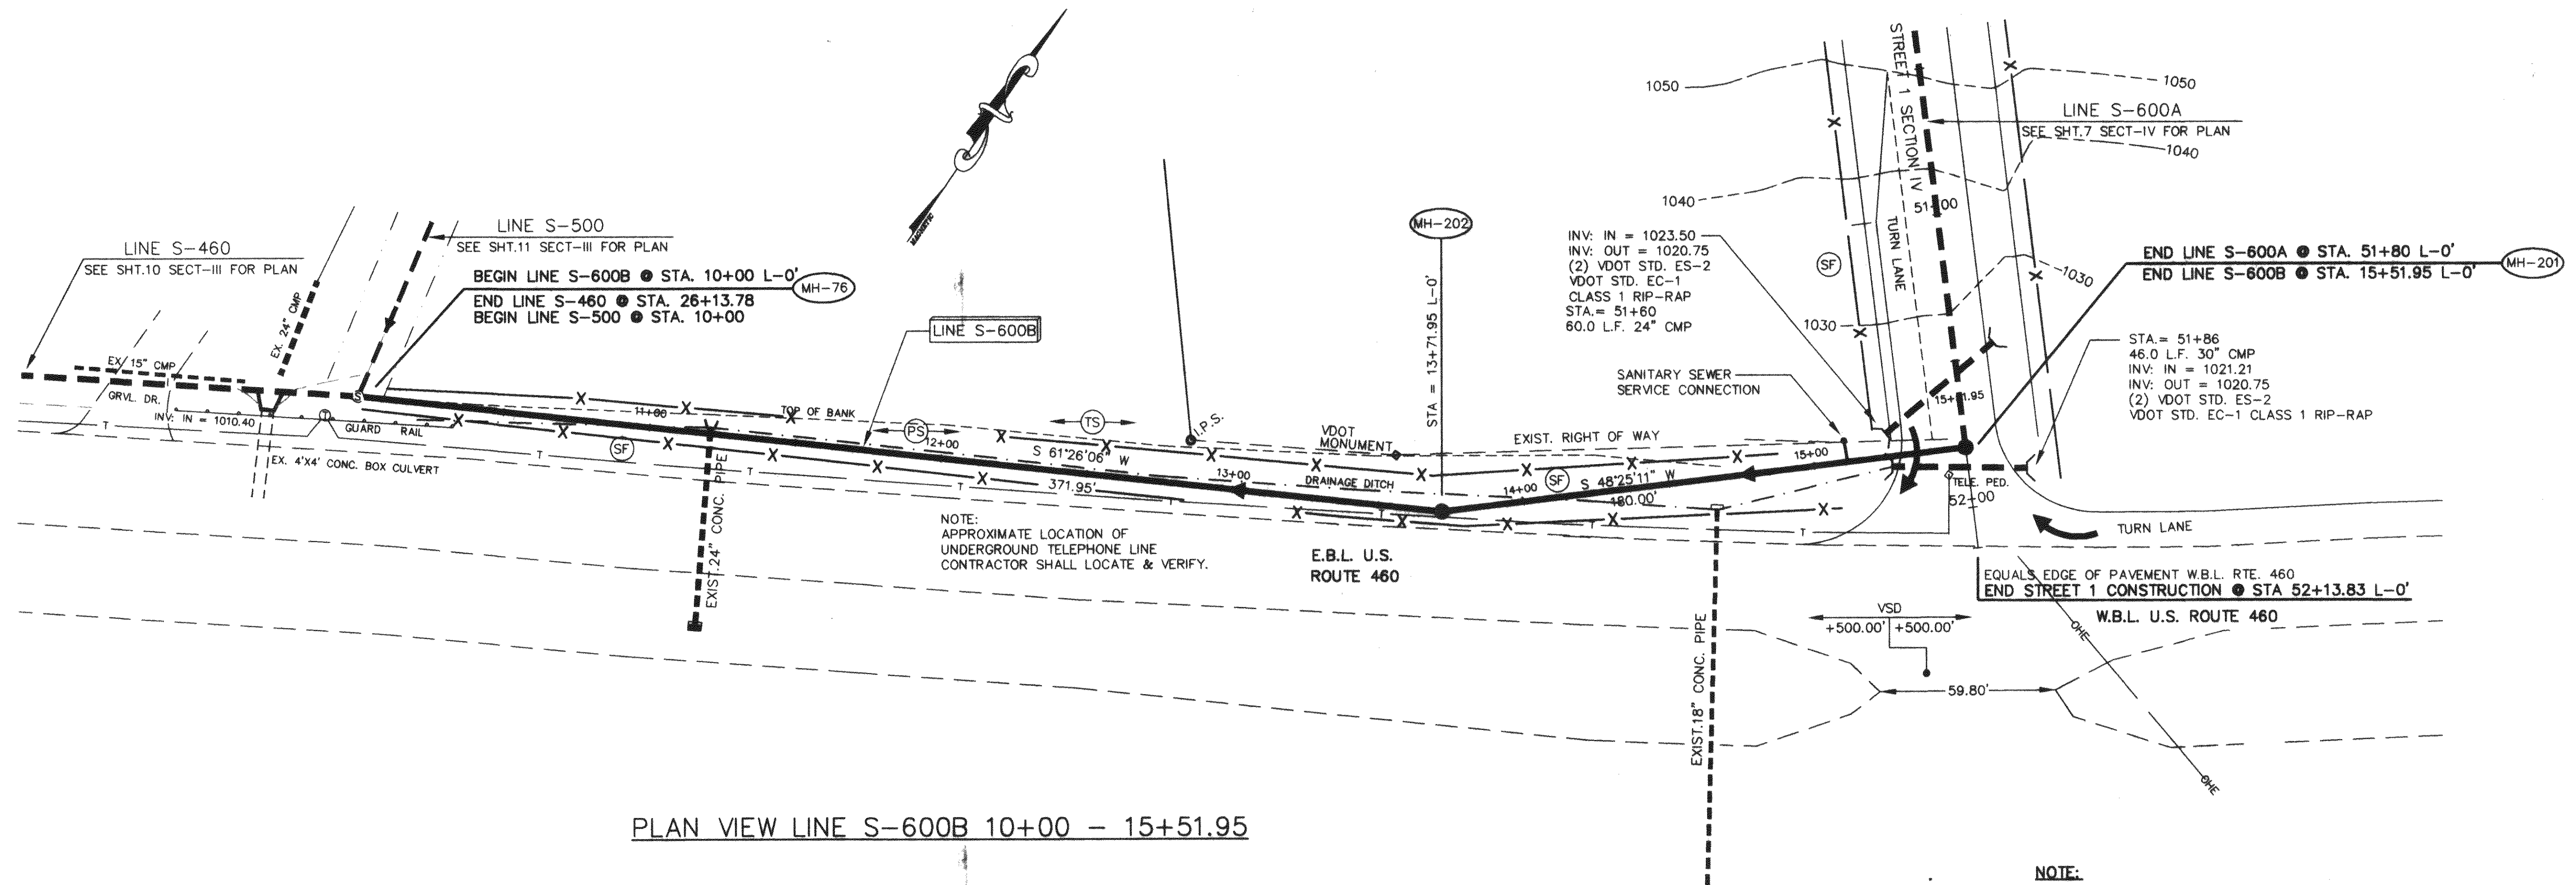 LINE S-460
SEE SHT.10 SECT-III FOR PLAN
EX. 24" CMP
LINE S-500
SEE SHT.11 SECT-III FOR PLAN
BEGIN LINE S-600B @ STA. 10+00 L-0'
MH-76
END LINE S-460 @ STA. 26+13.78
BEGIN LINE S-500 @ STA. 10+00
LINE S-600B
MAGNETIC
EX 15" CMP
GRVL. DR.
INV: IN = 1010.40
T
S
GUARD RAIL
EX. 4'X4' CONC. BOX CULVERT
SF
11+00
TOP OF BANK
PS
12+00
TS
S 61°26'06" W
13+00
371.95'
I.P.S.
VDOT
MONUMENT
DRAINAGE DITCH
EXIST. RIGHT OF WAY
MH-202
STA = 13+71.95 L-0'
14+00
SF
S 48°25'11" W
180.00'
15+00
EXIST.24" CONC. PIPE
NOTE:
APPROXIMATE LOCATION OF
UNDERGROUND TELEPHONE LINE
CONTRACTOR SHALL LOCATE & VERIFY.
E.B.L. U.S.
ROUTE 460
INV: IN = 1023.50
INV: OUT = 1020.75
(2) VDOT STD. ES-2
VDOT STD. EC-1
CLASS 1 RIP-RAP
STA.= 51+60
60.0 L.F. 24" CMP
SANITARY SEWER
SERVICE CONNECTION
SF
1050
1050
1040
1040
1030
1030
STREET 1 SECTION IV
TURN LANE
51+00
LINE S-600A
SEE SHT.7 SECT-IV FOR PLAN
END LINE S-600A @ STA. 51+80 L-0'
END LINE S-600B @ STA. 15+51.95 L-0'
MH-201
STA.= 51+86
46.0 L.F. 30" CMP
INV: IN = 1021.21
INV: OUT = 1020.75
(2) VDOT STD. ES-2
VDOT STD. EC-1 CLASS 1 RIP-RAP
15+51.95
TELE. PED.
52+00
TURN LANE
EQUALS EDGE OF PAVEMENT W.B.L. RTE. 460
END STREET 1 CONSTRUCTION @ STA 52+13.83 L-0'
W.B.L. U.S. ROUTE 460
VSD
+500.00' +500.00'
59.80'
OHE
OHE
EXIST.18" CONC. PIPE
PLAN VIEW LINE S-600B 10+00 - 15+51.95
NOTE: